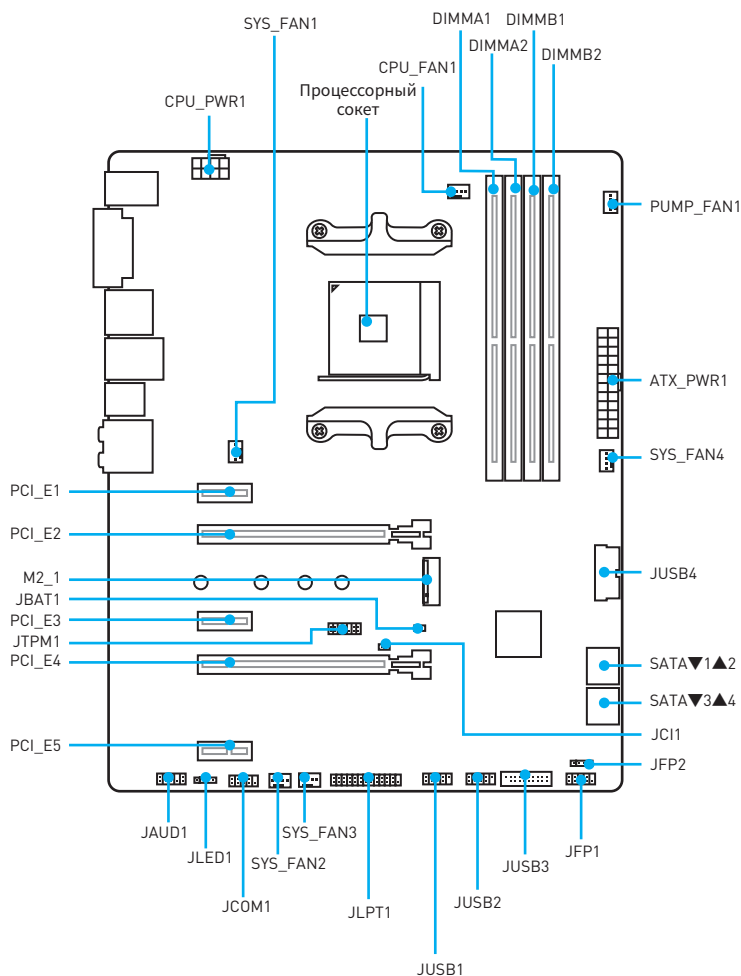 SYS_FAN1
DIMMA1
DIMMB1
DIMMA2
DIMMB2
CPU_FAN1
Процессорный
сокет
CPU_PWR1
PUMP_FAN1
ATX_PWR1
SYS_FAN4
PCI_E1
PCI_E2
M2_1
JUSB4
JBAT1
PCI_E3
JTPM1
PCI_E4
SATA▼1▲2
SATA▼3▲4
JCI1
PCI_E5
JFP2
JAUD1
SYS_FAN3
JFP1
JLED1
SYS_FAN2
JUSB3
JCOM1
JLPT1
JUSB2
JUSB1